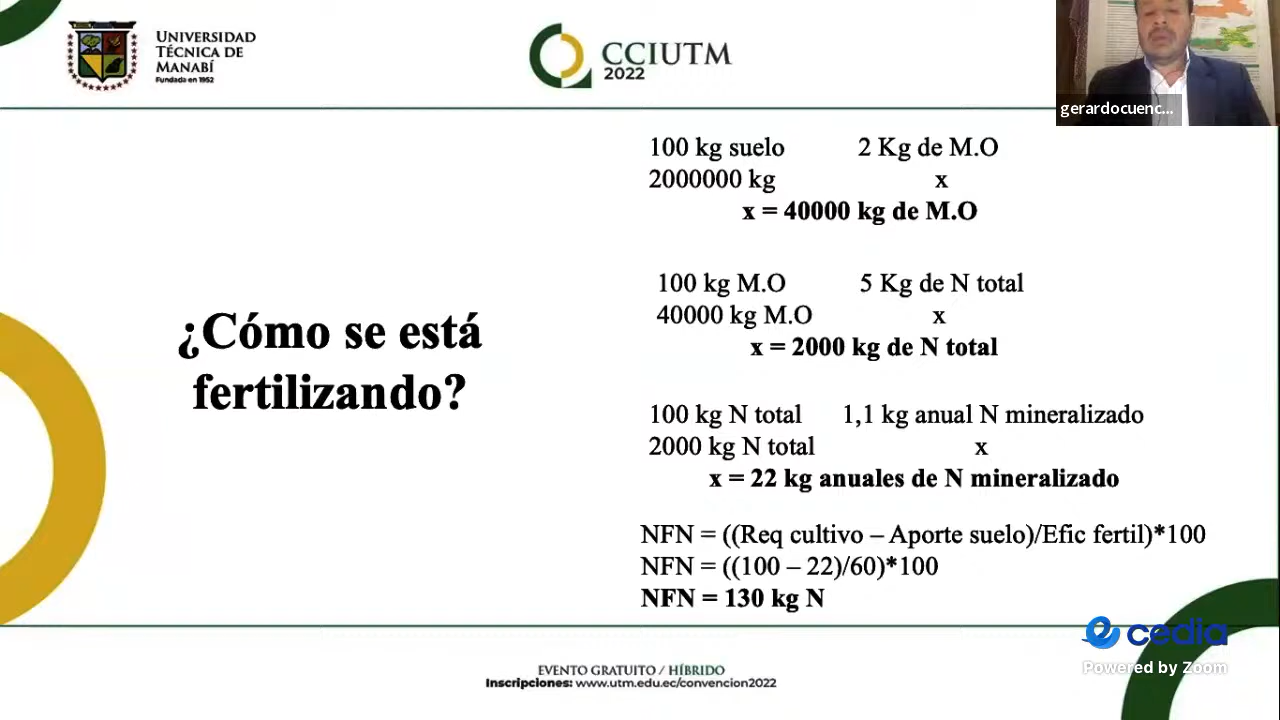 UNIVERSIDAD
TÉCNICA DE
MANABÍ
Fundada en 1952
CCIUTM
2022
gerardocuenc...
100 kg suelo 2 Kg de M.O
2000000 kg x
x = 40000 kg de M.O
100 kg M.O 5 Kg de N total
40000 kg M.O x
x = 2000 kg de N total
¿Cómo se está
fertilizando?
100 kg N total 1,1 kg anual N mineralizado
2000 kg N total x
x = 22 kg anuales de N mineralizado
NFN = ((Req cultivo – Aporte suelo)/Efic fertil)*100
NFN = ((100 – 22)/60)*100
NFN = 130 kg N
cedia
Powered by Zoom
EVENTO GRATUITO / HÍBRIDO
Inscripciones: www.utm.edu.ec/convencion2022